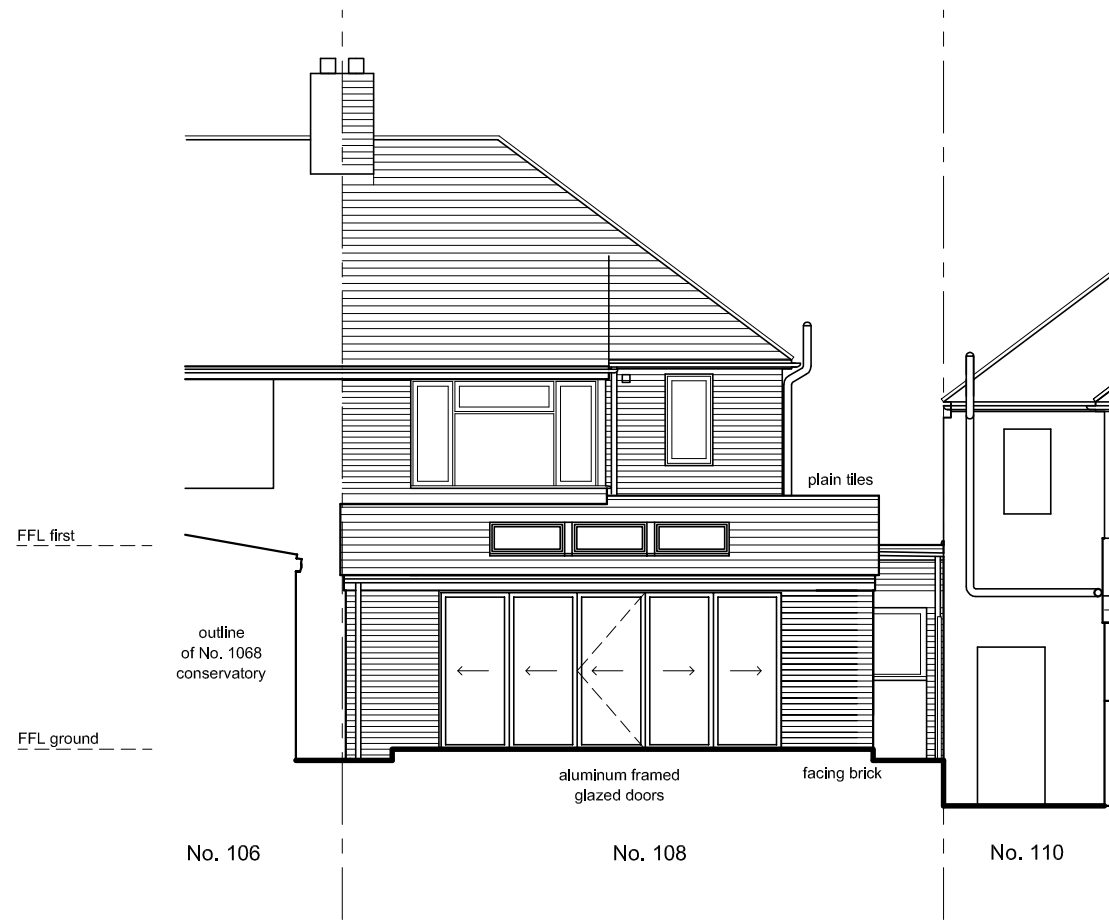 plain tiles
FFL first
outline
of No. 1068
conservatory
FFL ground
aluminum framed
glazed doors
facing brick
No. 106
No. 108
No. 110